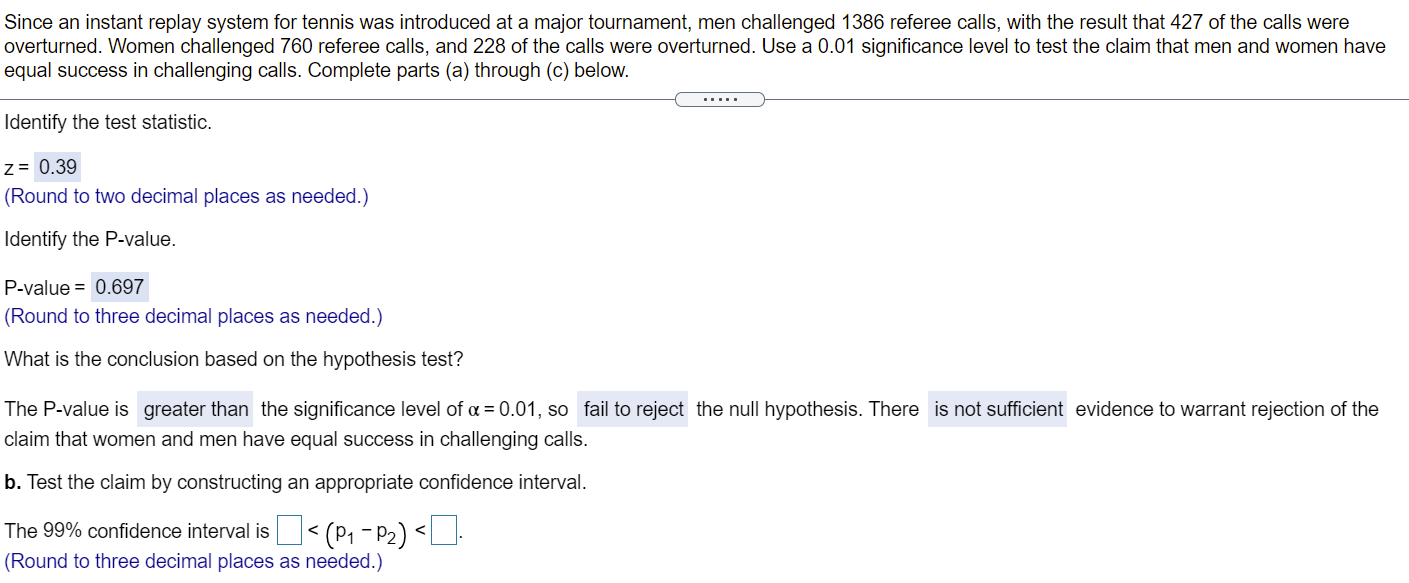 Since an instant replay system for tennis was introduced at a major tournament, men challenged 1386 referee calls, with the result that 427 of the calls were
overturned. Women challenged 760 referee calls, and 228 of the calls were overturned. Use a 0.01 significance level to test the claim that men and women have
equal success in challenging calls. Complete parts (a) through (c) below.
.....
Identify the test statistic.
z = 0.39
(Round to two decimal places as needed.)
Identify the P-value.
P-value = 0.697
(Round to three decimal places as needed.)
What is the conclusion based on the hypothesis test?
The P-value is greater than the significance level of α = 0.01, so fail to reject the null hypothesis. There is not sufficient evidence to warrant rejection of the
claim that women and men have equal success in challenging calls.
b. Test the claim by constructing an appropriate confidence interval.
The 99% confidence interval is < (p₁ − p₂) < .
(Round to three decimal places as needed.)